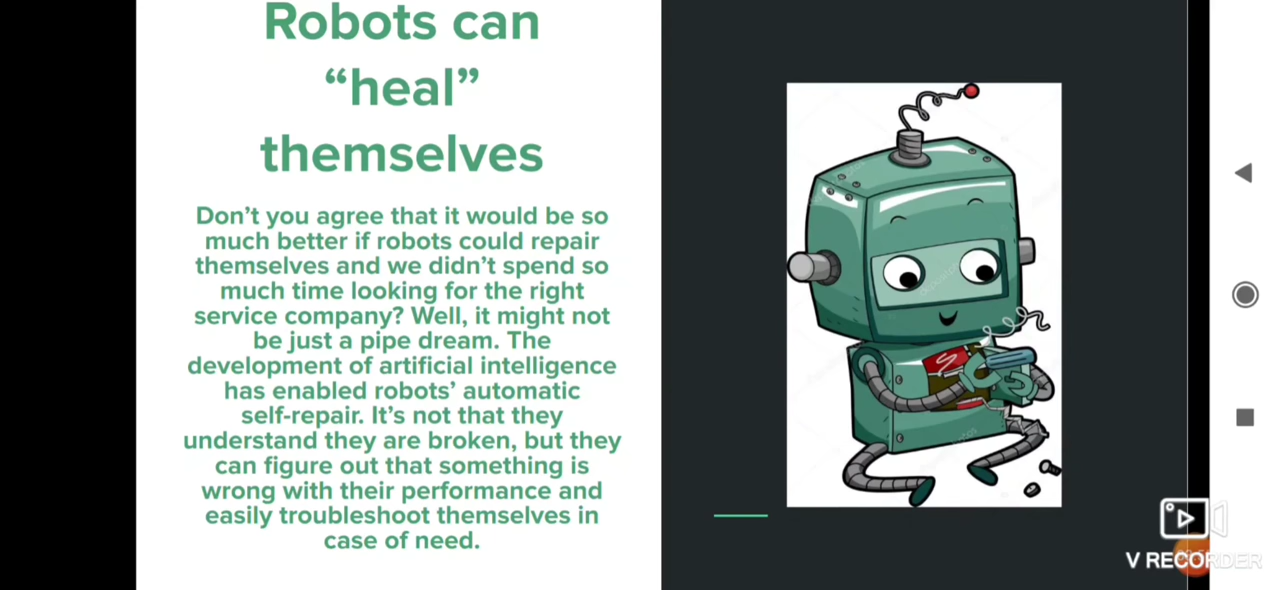 Robots can
“heal”
themselves
Don’t you agree that it would be so
much better if robots could repair
themselves and we didn’t spend so
much time looking for the right
service company? Well, it might not
be just a pipe dream. The
development of artificial intelligence
has enabled robots’ automatic
self-repair. It’s not that they
understand they are broken, but they
can figure out that something is
wrong with their performance and
easily troubleshoot themselves in
case of need.
V RECORDER